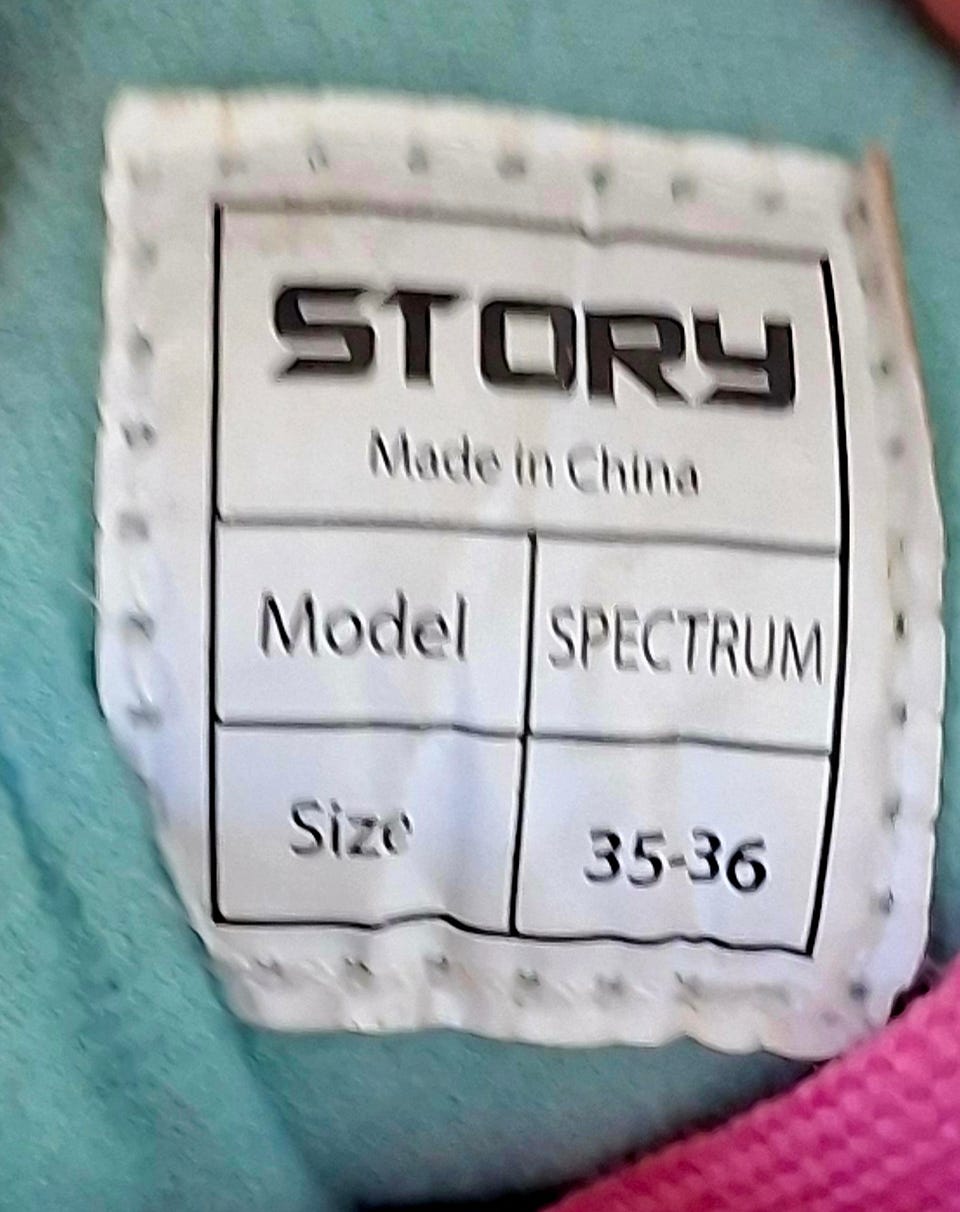 STORY
Made in China
Model SPECTRUM
Size 35-36